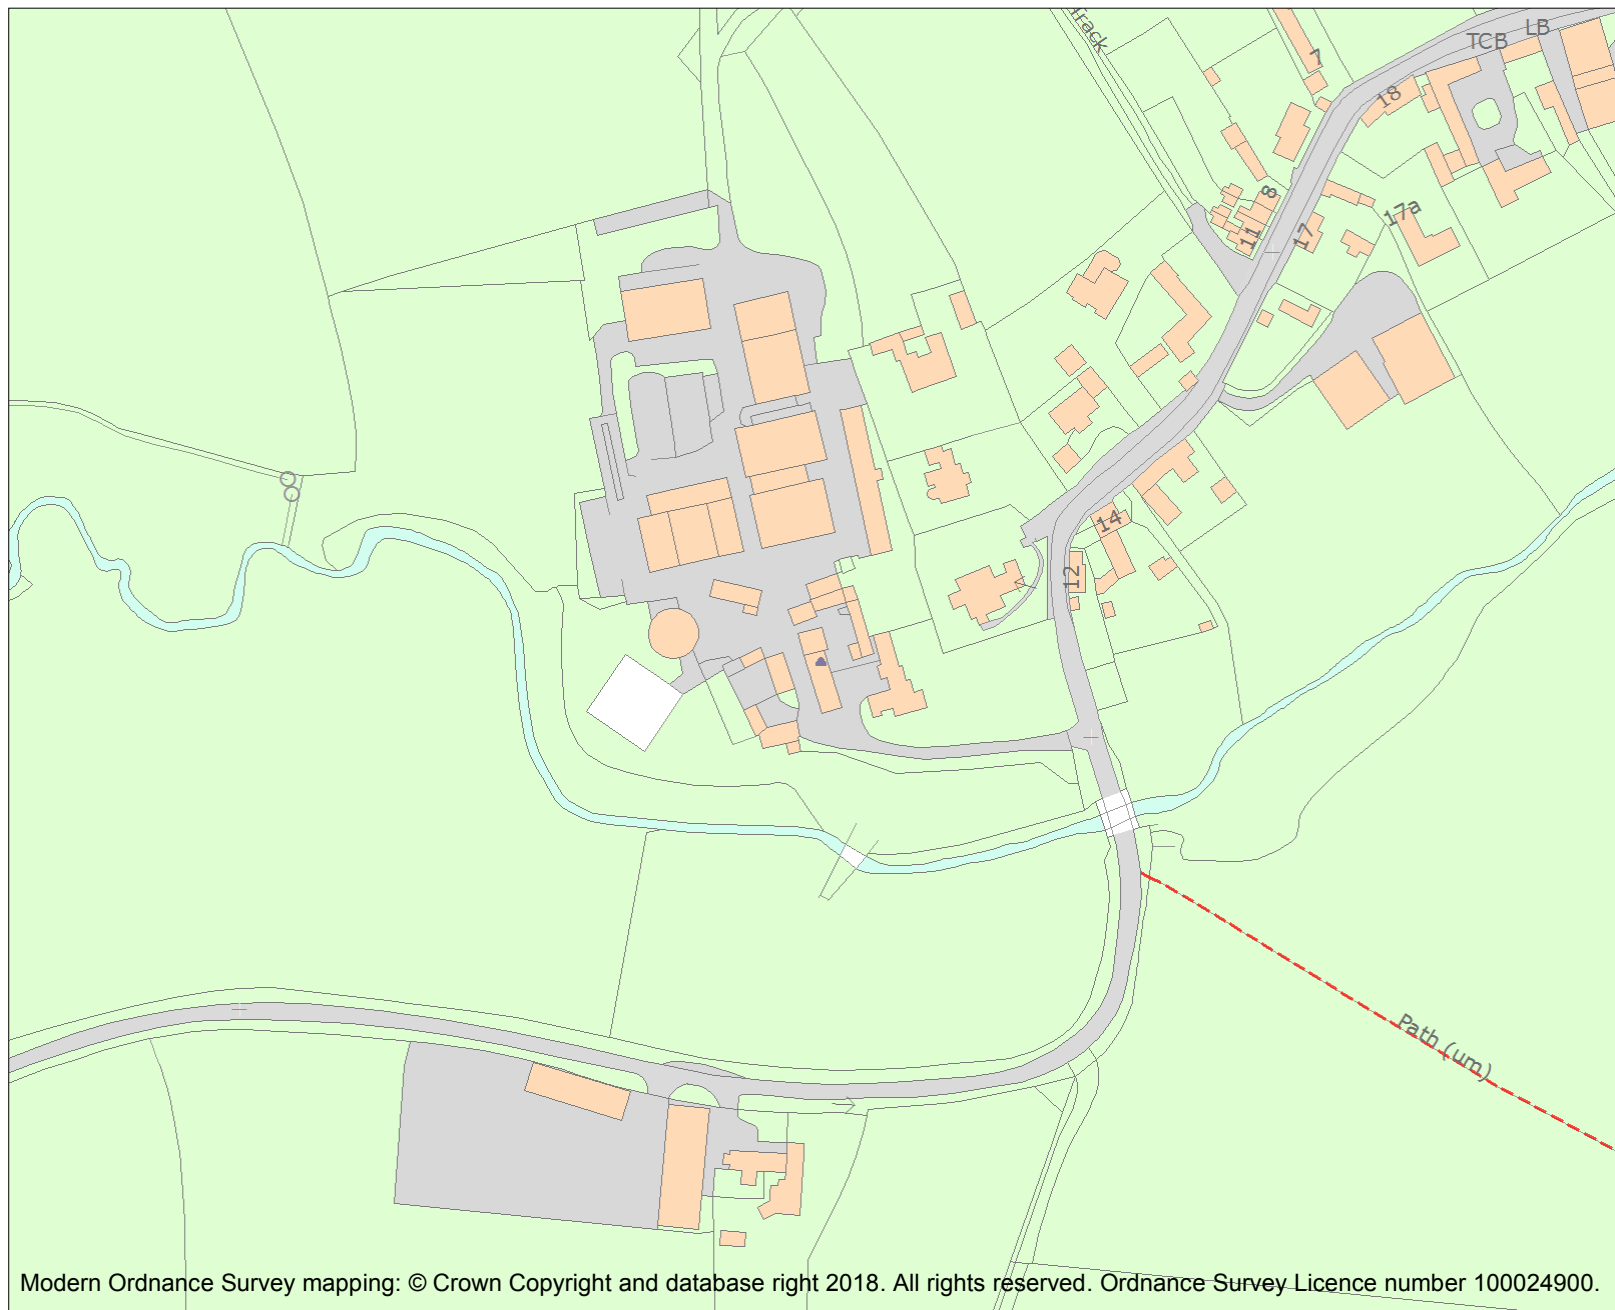 Track
LB
TCB
7
18
8
17a
11
17
14
12
Path (um)
Modern Ordnance Survey mapping: © Crown Copyright and database right 2018. All rights reserved. Ordnance Survey Licence number 100024900.